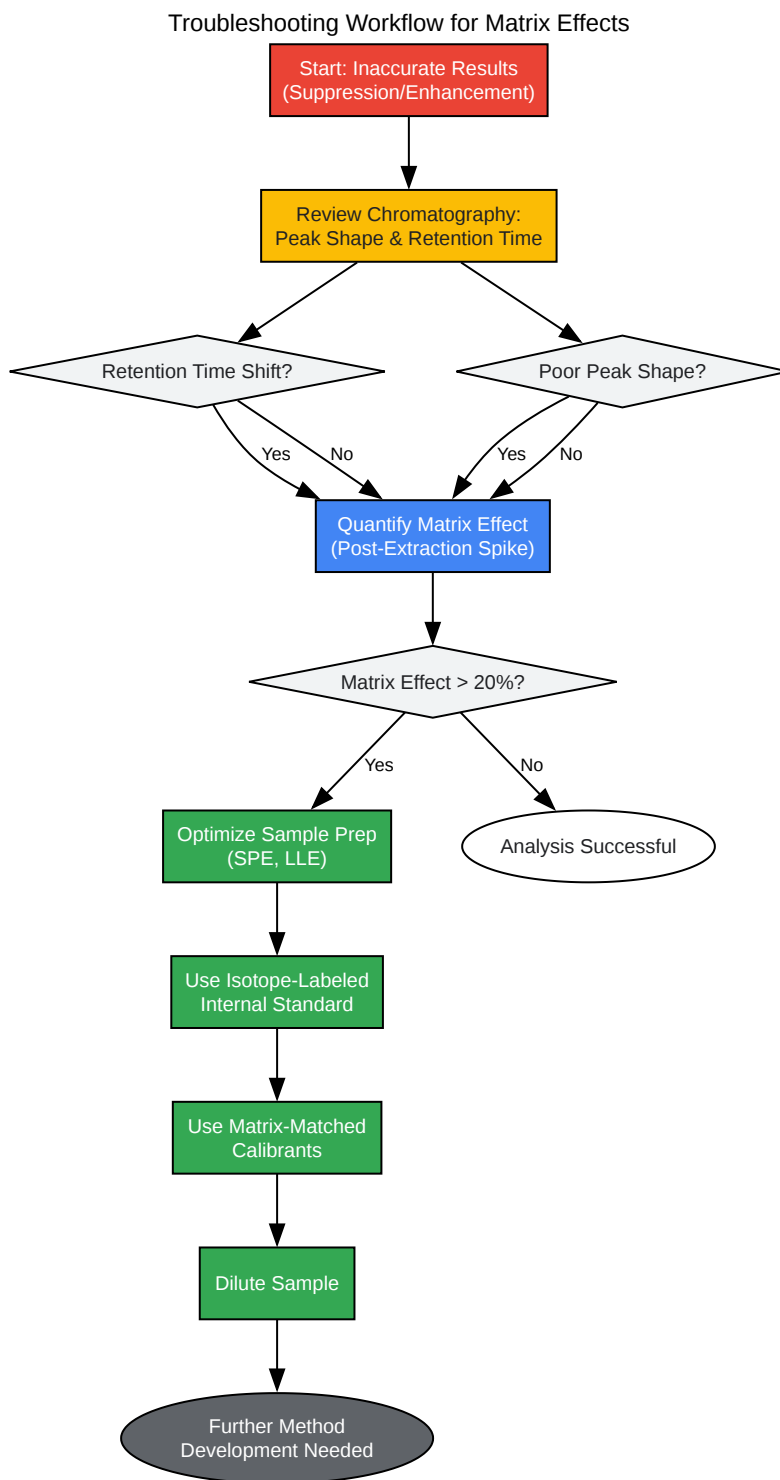 Troubleshooting Workflow for Matrix Effects
Start: Inaccurate Results
(Suppression/Enhancement)
Review Chromatography:
Peak Shape & Retention Time
Retention Time Shift?
Poor Peak Shape?
Yes
No
Yes
No
Quantify Matrix Effect
(Post-Extraction Spike)
Matrix Effect > 20%?
Yes
No
Optimize Sample Prep
(SPE, LLE)
Analysis Successful
Use Isotope-Labeled
Internal Standard
Use Matrix-Matched
Calibrants
Dilute Sample
Further Method
Development Needed